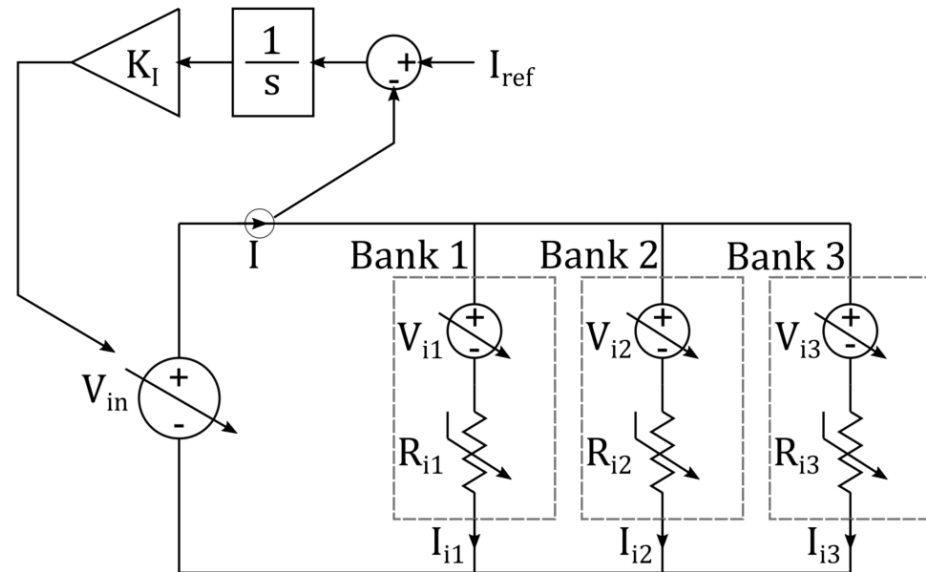 K_I
1
s
+
-
I_ref
I
Bank 1 Bank 2 Bank 3
V_i1 + - V_i2 + - V_i3 + -
V_in + -
R_i1 R_i2 R_i3
I_i1 I_i2 I_i3